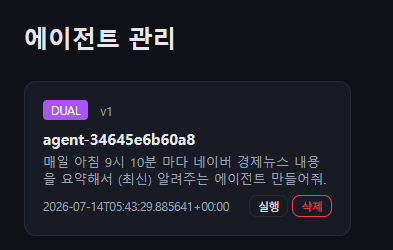 에이전트 관리
DUAL v1
agent-34645e6b60a8
매일 아침 9시 10분 마다 네이버 경제뉴스 내용
을 요약해서 (최신) 알려주는 에이전트 만들어줘.
2026-07-14T05:43:29.885641+00:00 실행 삭제